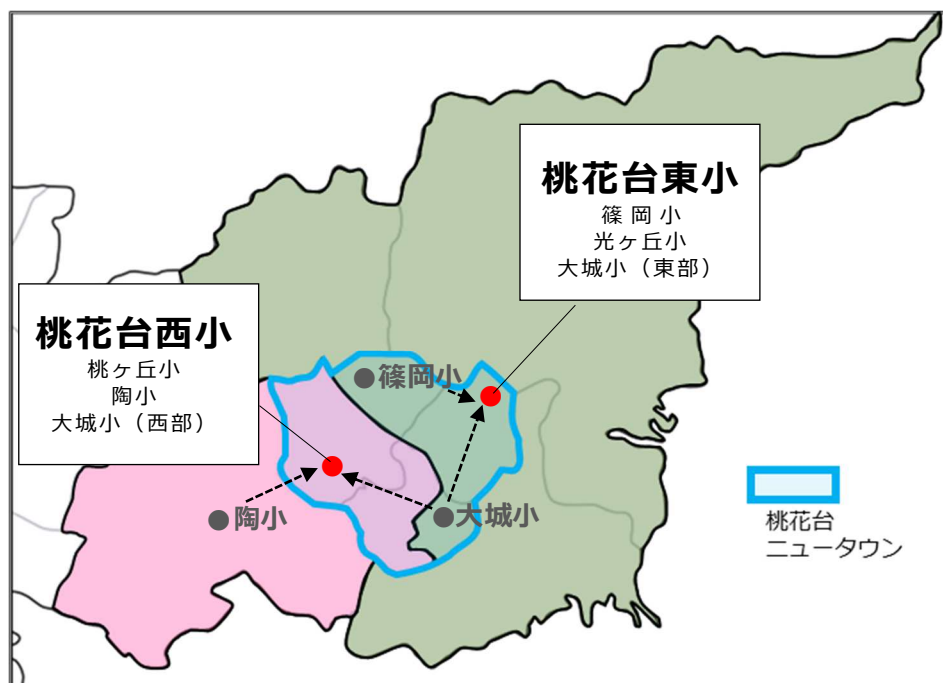 桃花台東小
篠岡小
光ヶ丘小
大城小（東部）
桃花台西小
桃ヶ丘小
陶小
大城小（西部）
●篠岡小
●陶小
●大城小
桃花台
ニュータウン